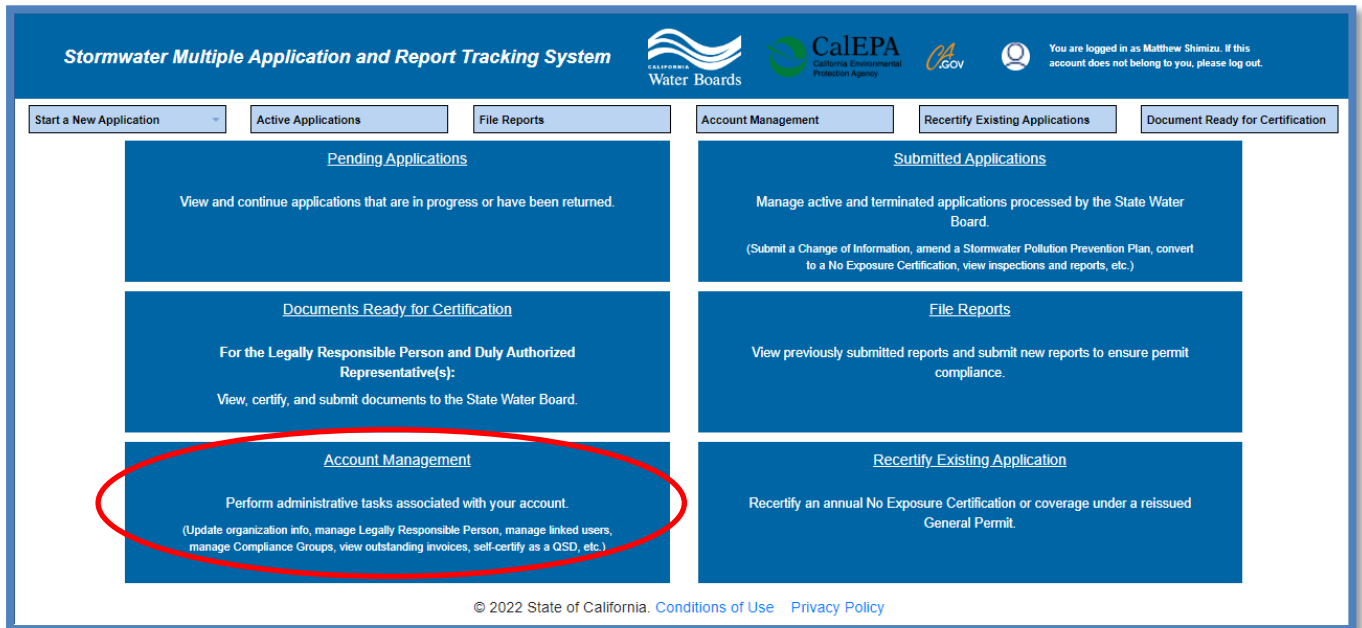 Stormwater Multiple Application and Report Tracking System
CALIFORNIA
Water Boards
CalEPA
California Environmental
Protection Agency
CA
.GOV
You are logged in as Matthew Shimizu. If this
account does not belong to you, please log out.
Start a New Application
Active Applications
File Reports
Account Management
Recertify Existing Applications
Document Ready for Certification
Pending Applications
View and continue applications that are in progress or have been returned.
Submitted Applications
Manage active and terminated applications processed by the State Water
Board.
(Submit a Change of Information, amend a Stormwater Pollution Prevention Plan, convert
to a No Exposure Certification, view inspections and reports, etc.)
Documents Ready for Certification
For the Legally Responsible Person and Duly Authorized
Representative(s):
View, certify, and submit documents to the State Water Board.
File Reports
View previously submitted reports and submit new reports to ensure permit
compliance.
Account Management
Perform administrative tasks associated with your account.
(Update organization info, manage Legally Responsible Person, manage linked users,
manage Compliance Groups, view outstanding invoices, self-certify as a QSD, etc.)
Recertify Existing Application
Recertify an annual No Exposure Certification or coverage under a reissued
General Permit.
© 2022 State of California. Conditions of Use Privacy Policy